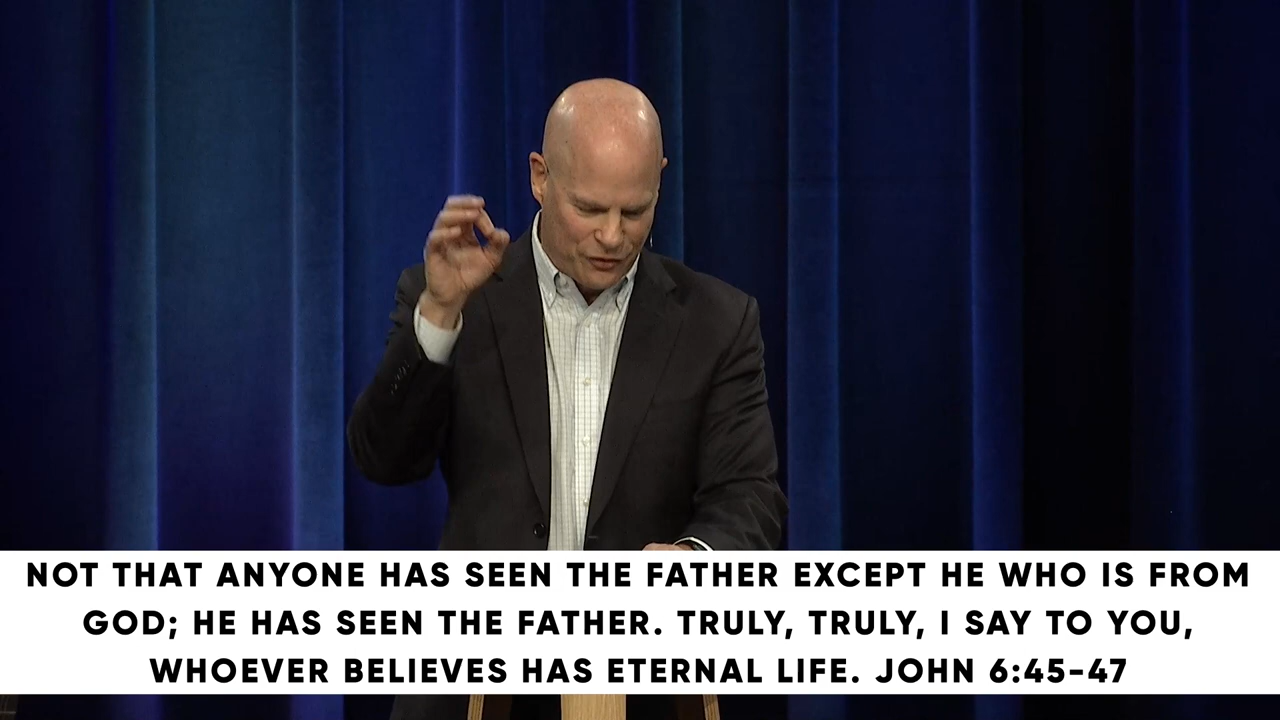 NOT THAT ANYONE HAS SEEN THE FATHER EXCEPT HE WHO IS FROM
GOD; HE HAS SEEN THE FATHER. TRULY, TRULY, I SAY TO YOU,
WHOEVER BELIEVES HAS ETERNAL LIFE. JOHN 6:45-47